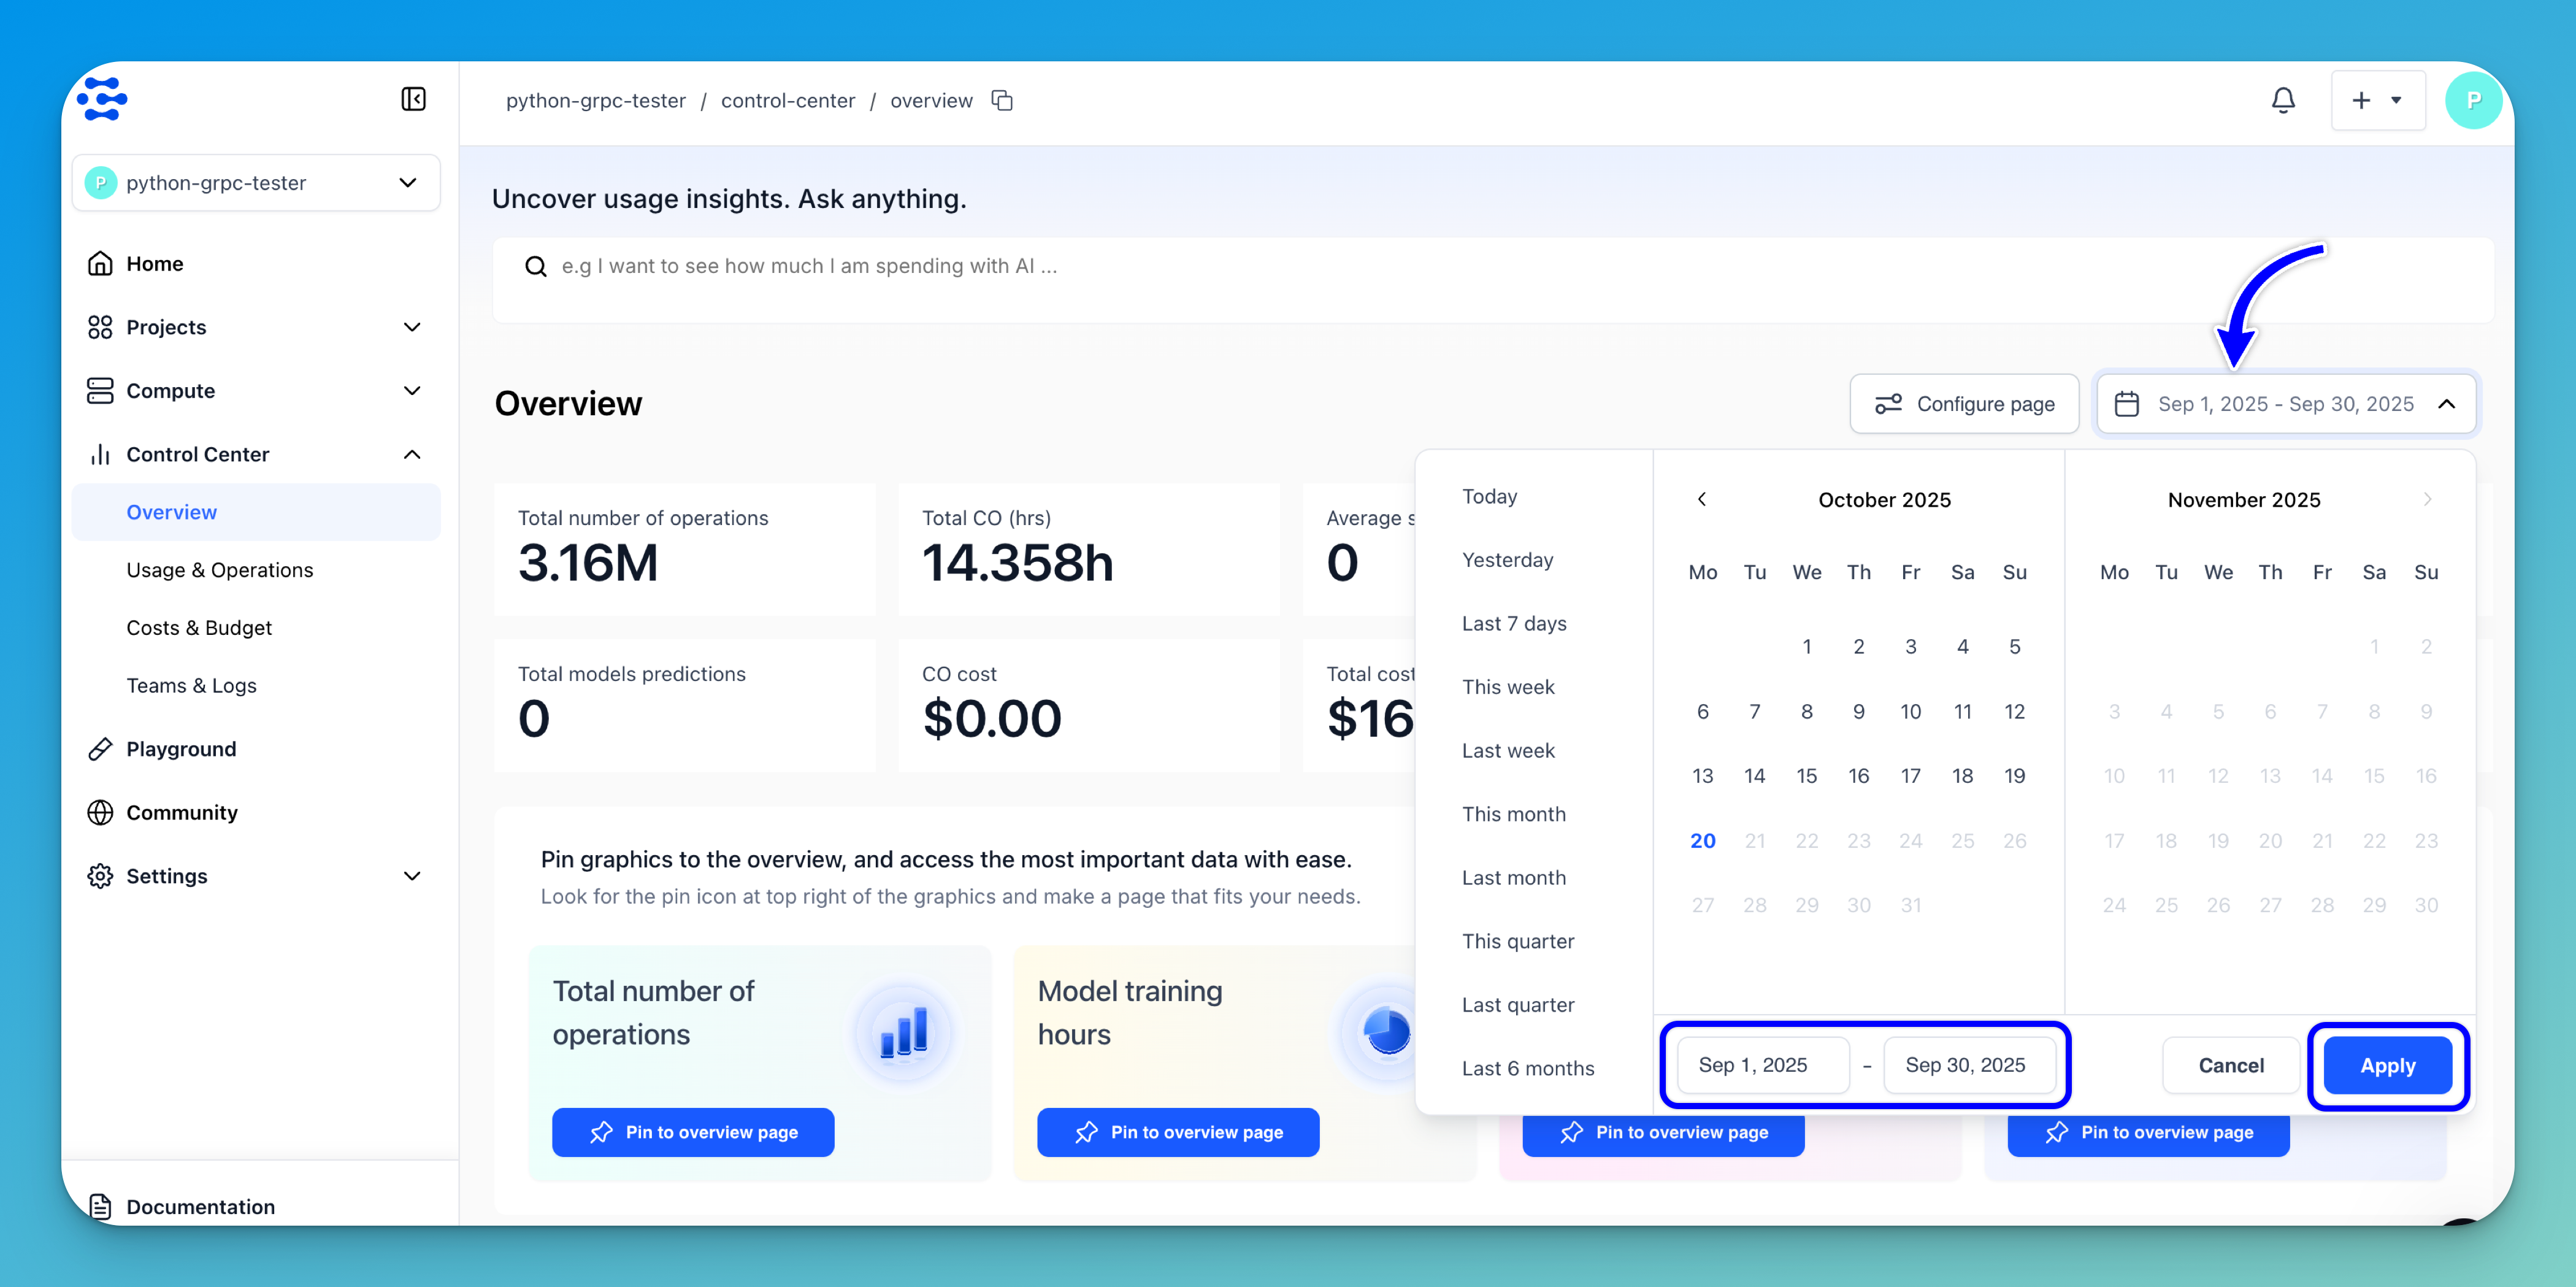 python-grpc-tester / control-center / overview
P
P python-grpc-tester
Home
Projects
Compute
Control Center
Overview
Usage & Operations
Costs & Budget
Teams & Logs
Playground
Community
Settings
Documentation
Uncover usage insights. Ask anything.
e.g I want to see how much I am spending with AI ...
Overview
Configure page
Sep 1, 2025 - Sep 30, 2025
Total number of operations
3.16M
Total CO (hrs)
14.358h
Average s
0
Total models predictions
0
CO cost
$0.00
Total cost
$16
Pin graphics to the overview, and access the most important data with ease.
Look for the pin icon at top right of the graphics and make a page that fits your needs.
Total number of
operations
Pin to overview page
Model training
hours
Pin to overview page
Pin to overview page
Pin to overview page
Today
Yesterday
Last 7 days
This week
Last week
This month
Last month
This quarter
Last quarter
Last 6 months
October 2025
Mo Tu We Th Fr Sa Su
1 2 3 4 5
6 7 8 9 10 11 12
13 14 15 16 17 18 19
20 21 22 23 24 25 26
27 28 29 30 31
November 2025
Mo Tu We Th Fr Sa Su
1 2
3 4 5 6 7 8 9
10 11 12 13 14 15 16
17 18 19 20 21 22 23
24 25 26 27 28 29 30
Sep 1, 2025 - Sep 30, 2025
Cancel
Apply